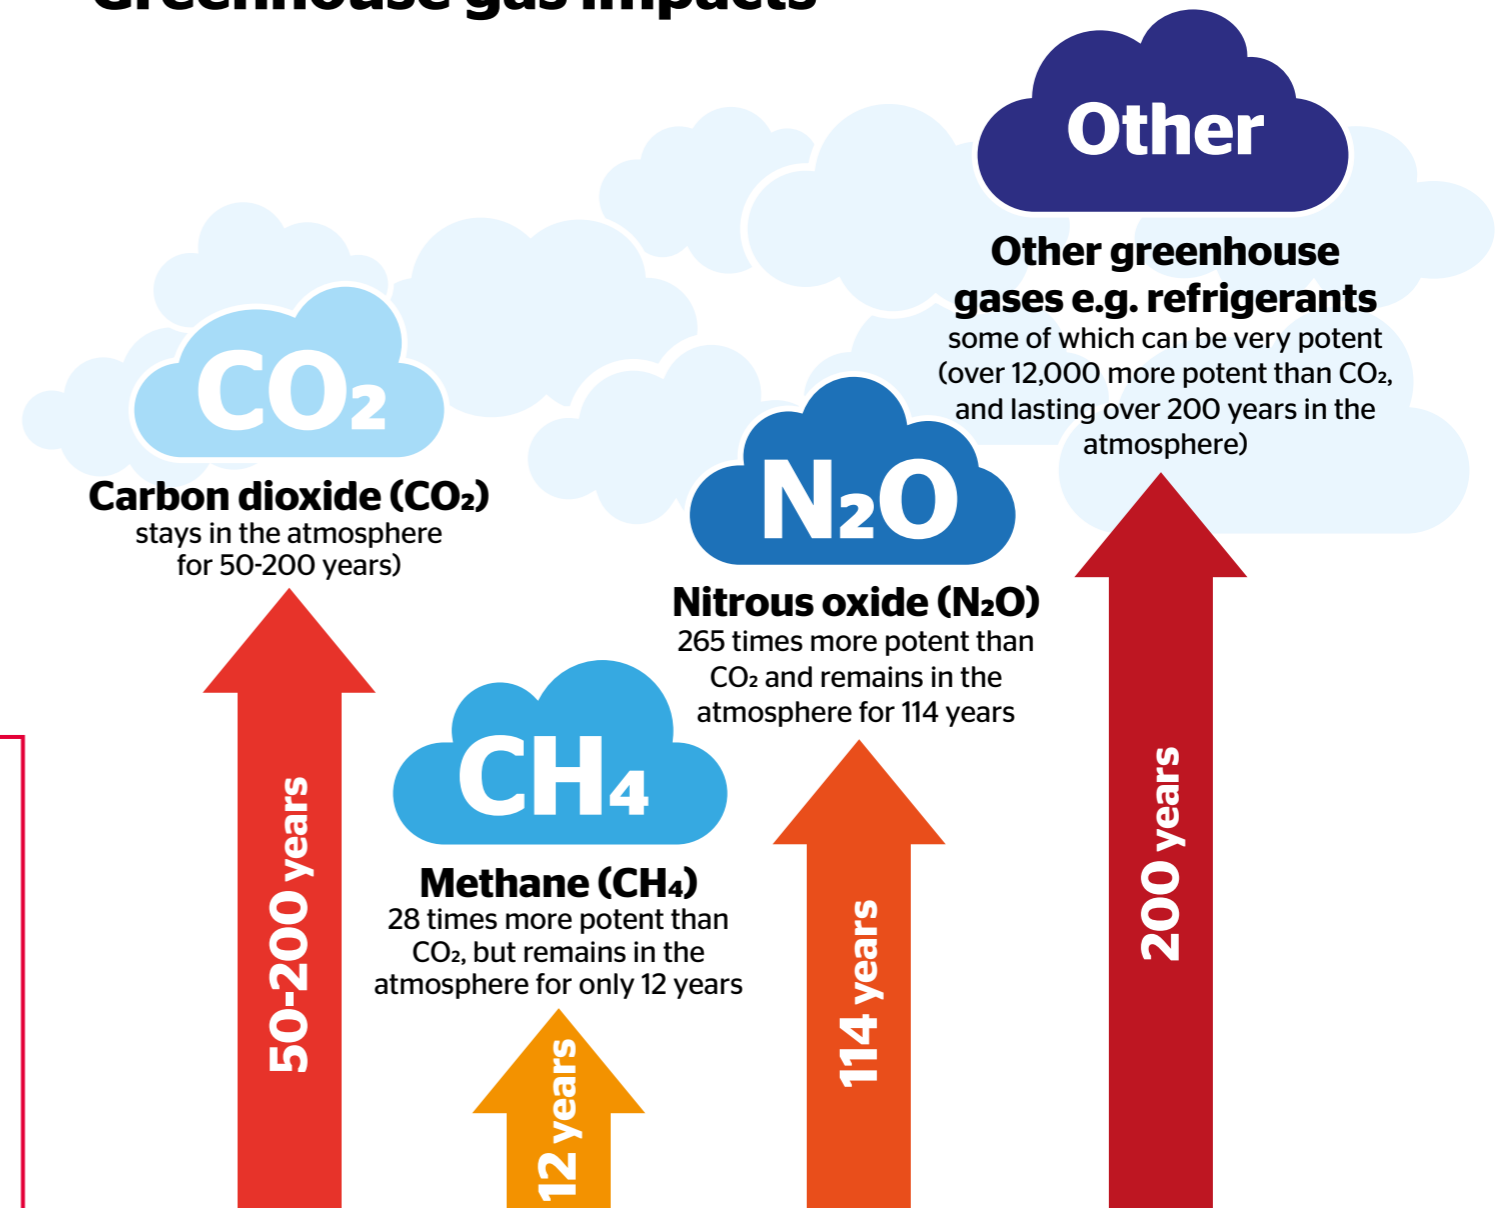 Greenhouse gas impacts
Other
Other greenhouse
gases e.g. refrigerants
some of which can be very potent
(over 12,000 more potent than CO₂,
and lasting over 200 years in the
atmosphere)
200 years
CO₂
Carbon dioxide (CO₂)
stays in the atmosphere
for 50-200 years)
50-200 years
N₂O
Nitrous oxide (N₂O)
265 times more potent than
CO₂ and remains in the
atmosphere for 114 years
114 years
CH₄
Methane (CH₄)
28 times more potent than
CO₂, but remains in the
atmosphere for only 12 years
12 years